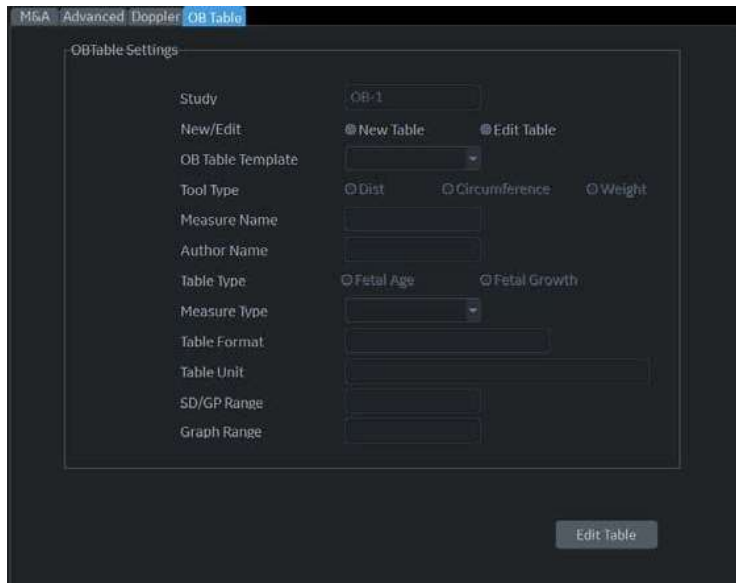 M&A Advanced Doppler OB Table
OBTable Settings
Study OB-1
New/Edit New Table Edit Table
OB Table Template
Tool Type Dist Circumference Weight
Measure Name
Author Name
Table Type Fetal Age Fetal Growth
Measure Type
Table Format
Table Unit
SD/GP Range
Graph Range
Edit Table